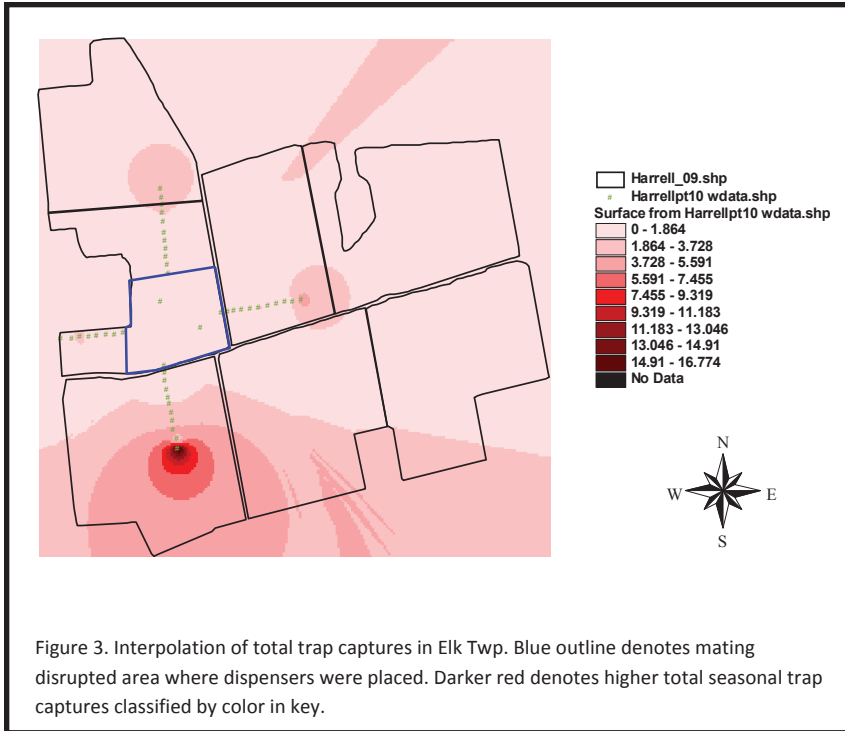 Harrell_09.shp
# Harrellpt10 wdata.shp
Surface from Harrellpt10 wdata.shp
0 - 1.864
1.864 - 3.728
3.728 - 5.591
5.591 - 7.455
7.455 - 9.319
9.319 - 11.183
11.183 - 13.046
13.046 - 14.91
14.91 - 16.774
No Data
N
W E
S
Figure 3. Interpolation of total trap captures in Elk Twp. Blue outline denotes mating
disrupted area where dispensers were placed. Darker red denotes higher total seasonal trap
captures classified by color in key.